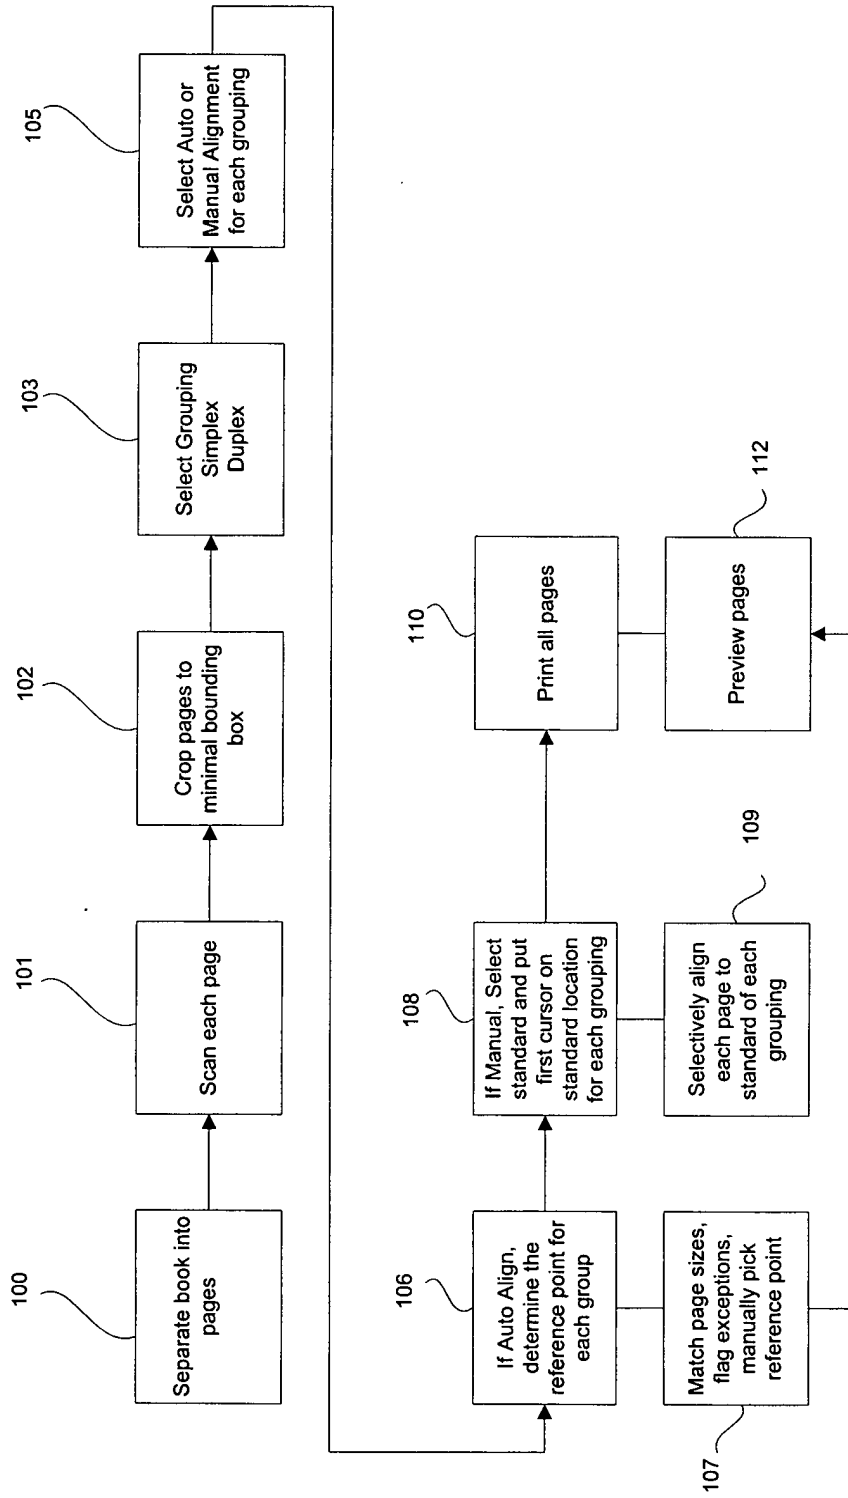 100
Separate book into
pages
101
Scan each page
102
Crop pages to
minimal bounding
box
103
Select Grouping
Simplex
Duplex
105
Select Auto or
Manual Alignment
for each grouping
106
If Auto Align,
determine the
reference point for
each group
108
If Manual, Select
standard and put
first cursor on
standard location
for each grouping
110
Print all pages
107
Match page sizes,
flag exceptions,
manually pick
reference point
109
Selectively align
each page to
standard of each
grouping
112
Preview pages